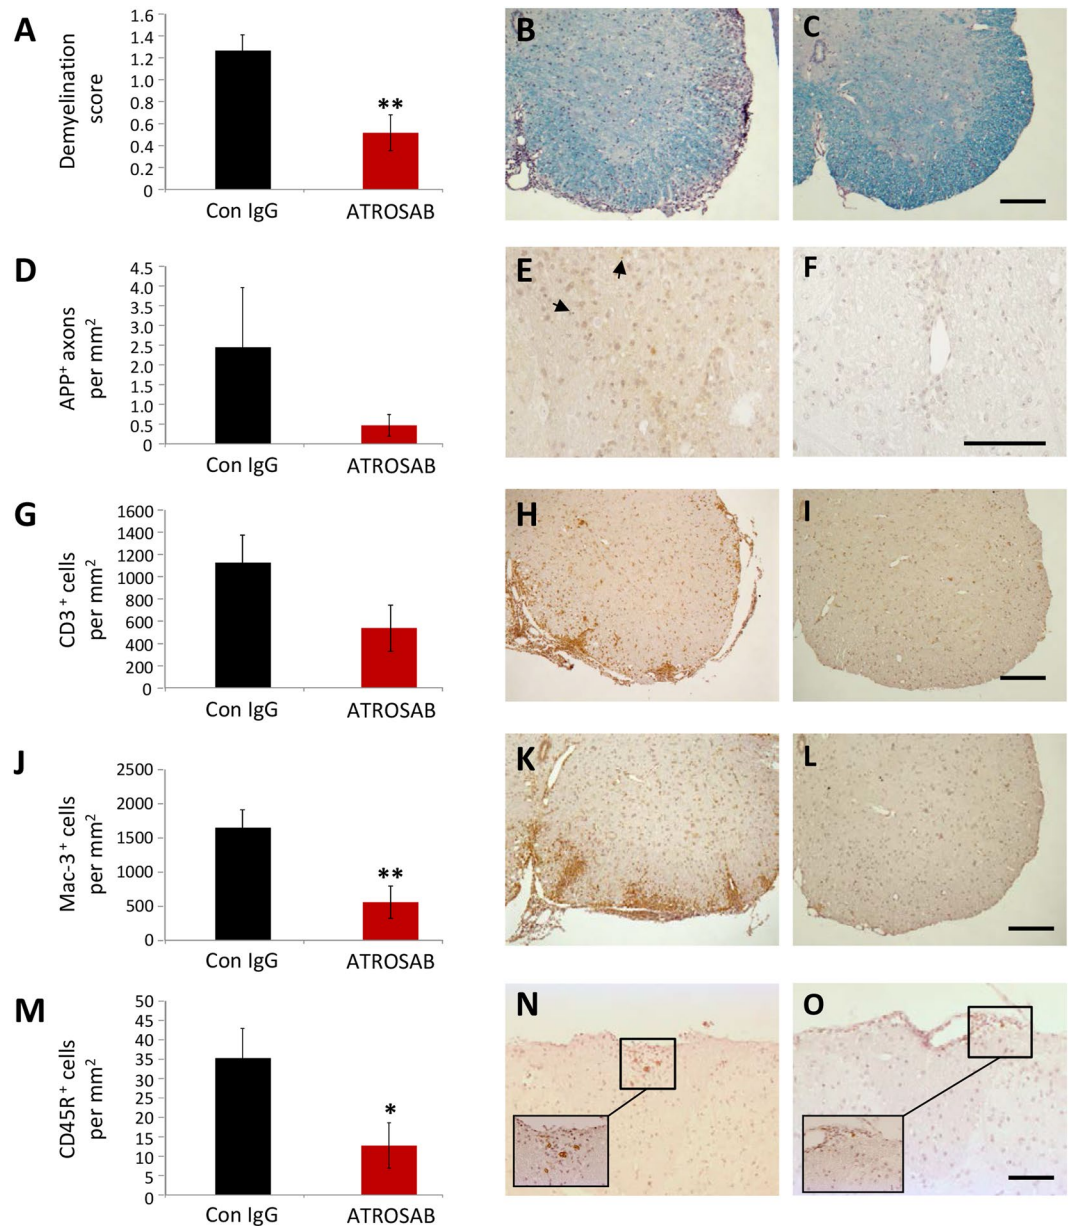 A
Demyelination
score
1.6
1.4
1.2
1.0
0.8
0.6
0.4
0.2
0
**
Con IgG
ATROSAB
B
C
D
APP+ axons
per mm2
4.5
4.0
3.5
3.0
2.5
2.0
1.5
1.0
0.5
0
Con IgG
ATROSAB
E
F
G
CD3+ cells
per mm2
1600
1400
1200
1000
800
600
400
200
0
Con IgG
ATROSAB
H
I
J
Mac-3+ cells
per mm2
2500
2000
1500
1000
500
0
**
Con IgG
ATROSAB
K
L
M
CD45R+ cells
per mm2
50
45
40
35
30
25
20
15
10
5
0
*
Con IgG
ATROSAB
N
O